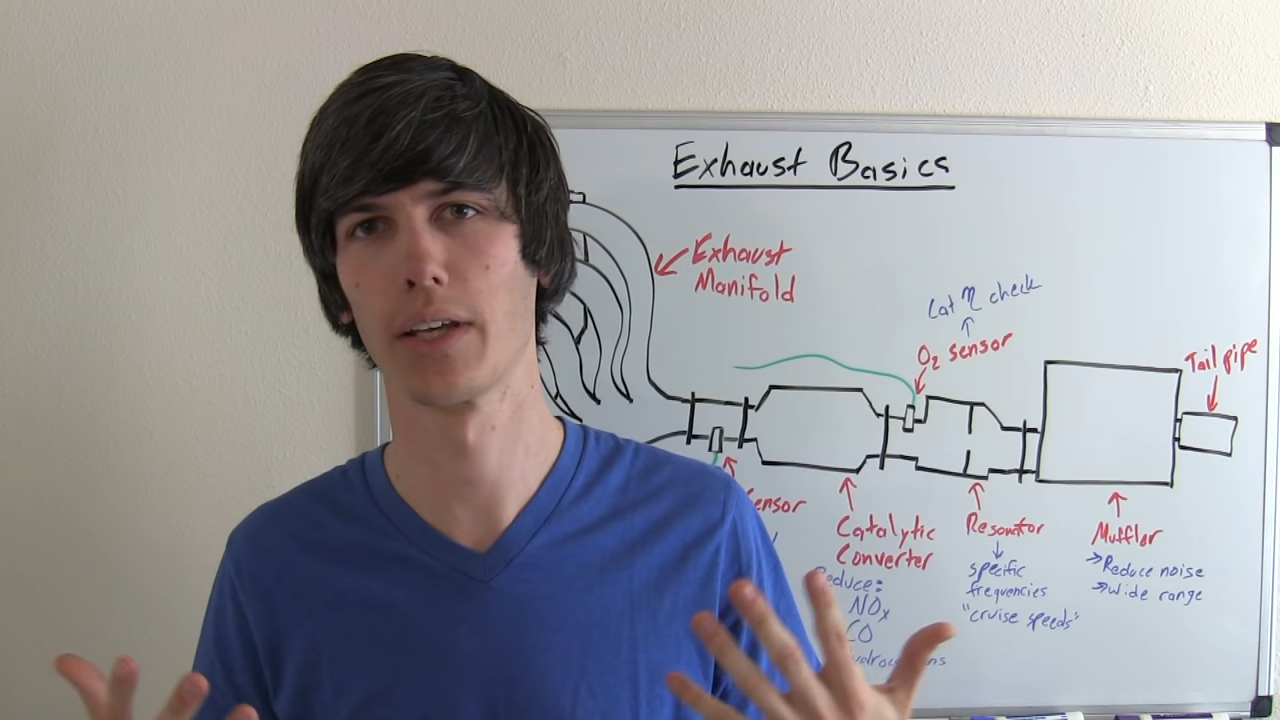 Exhaust Basics
Exhaust
Manifold
Cat η check
O₂ sensor
Tail pipe
Catalytic
Converter
Reduce:
NOx
CO
Resonator
specific
frequencies
"cruise speeds"
Muffler
→Reduce noise
→Wide range